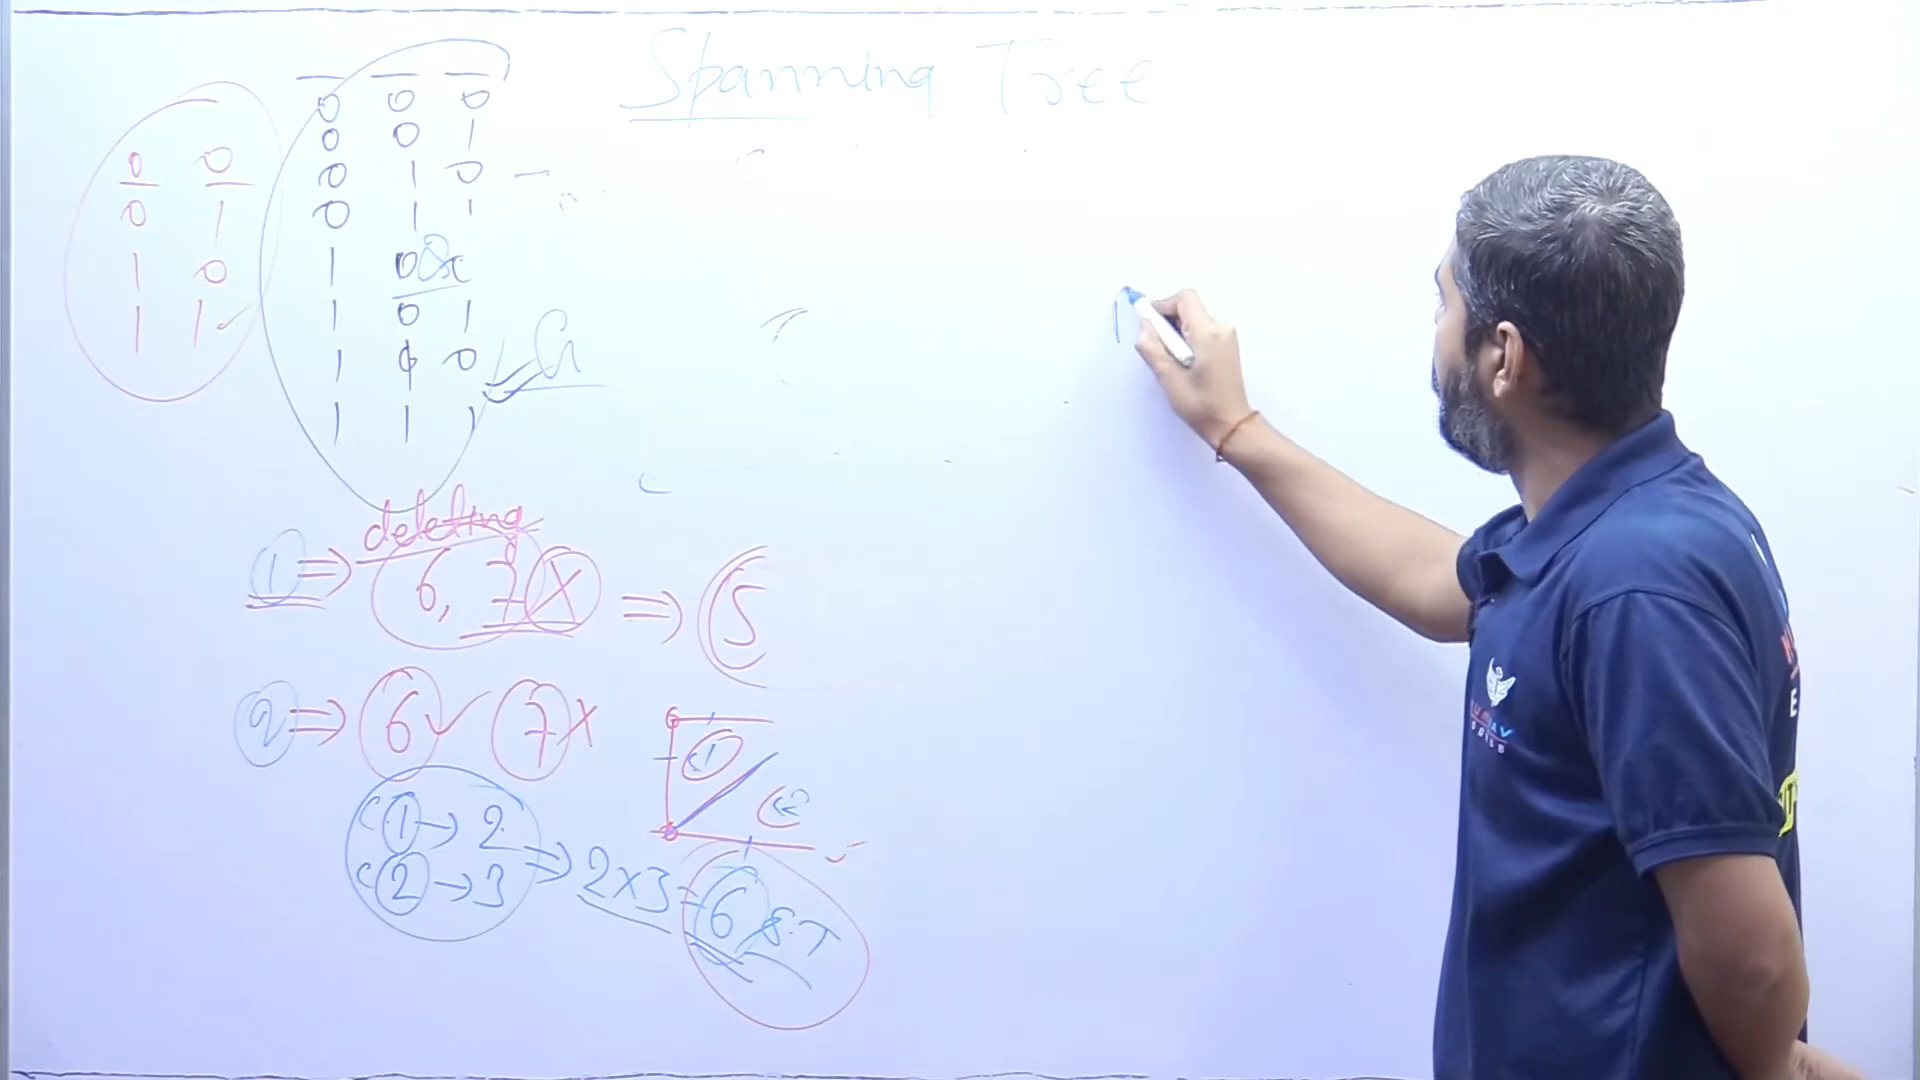 Spanning Tree
0 0 0
0 0 1
0 1 0
0 1 1
1 0
1 0 1
1 0
1 1 1
0 0
0 1
1 0
1 1 ✓
G
deleting
1 ⇒ 6, 7 X ⇒ 5
2 ⇒ 6 ✓ 7 X
1 → 2
2 → 3
⇒ 2×3 = 6 S.T